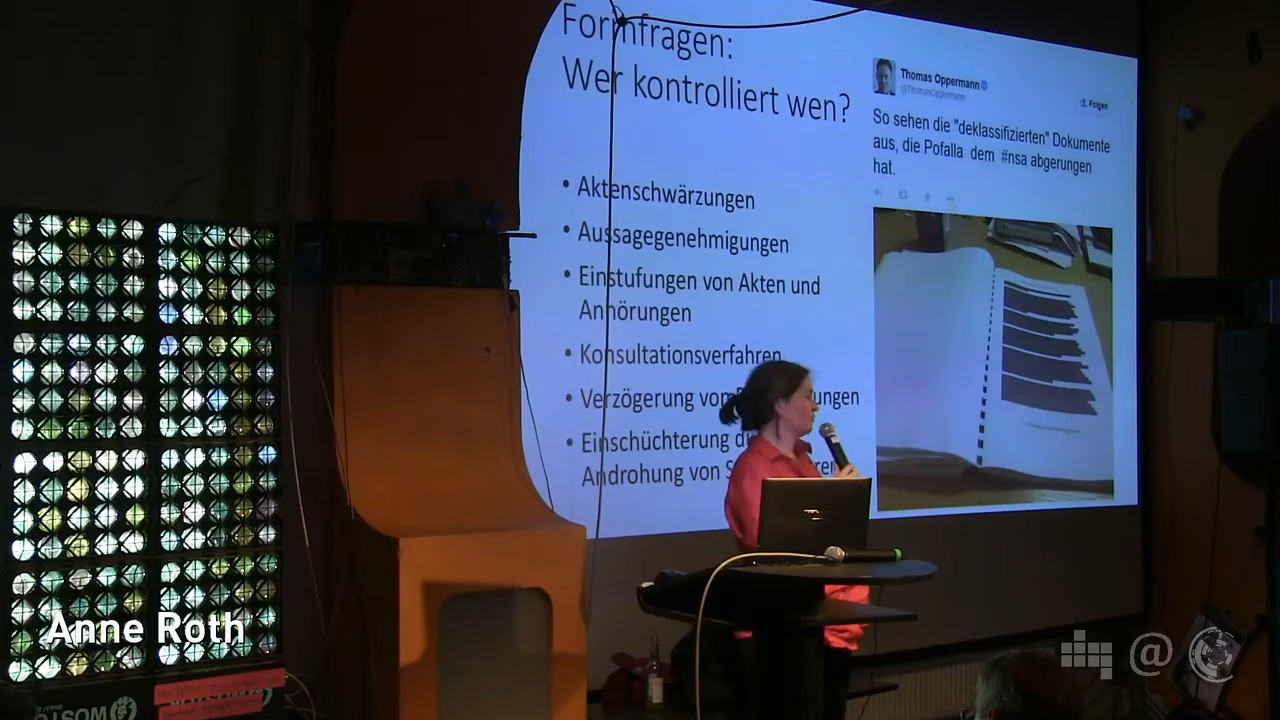 Formfragen:
Wer kontrolliert wen?
• Aktenschwärzungen
• Aussagegenehmigungen
• Einstufungen von Akten und
Anhörungen
• Konsultationsverfahren
• Verzögerung von
• Einschüchterung
Androhung von
Thomas Oppermann
@ThomasOppermann
Folgen
So sehen die "deklassifizierten" Dokumente
aus, die Pofalla dem #nsa abgerungen
hat.
Anne Roth
@